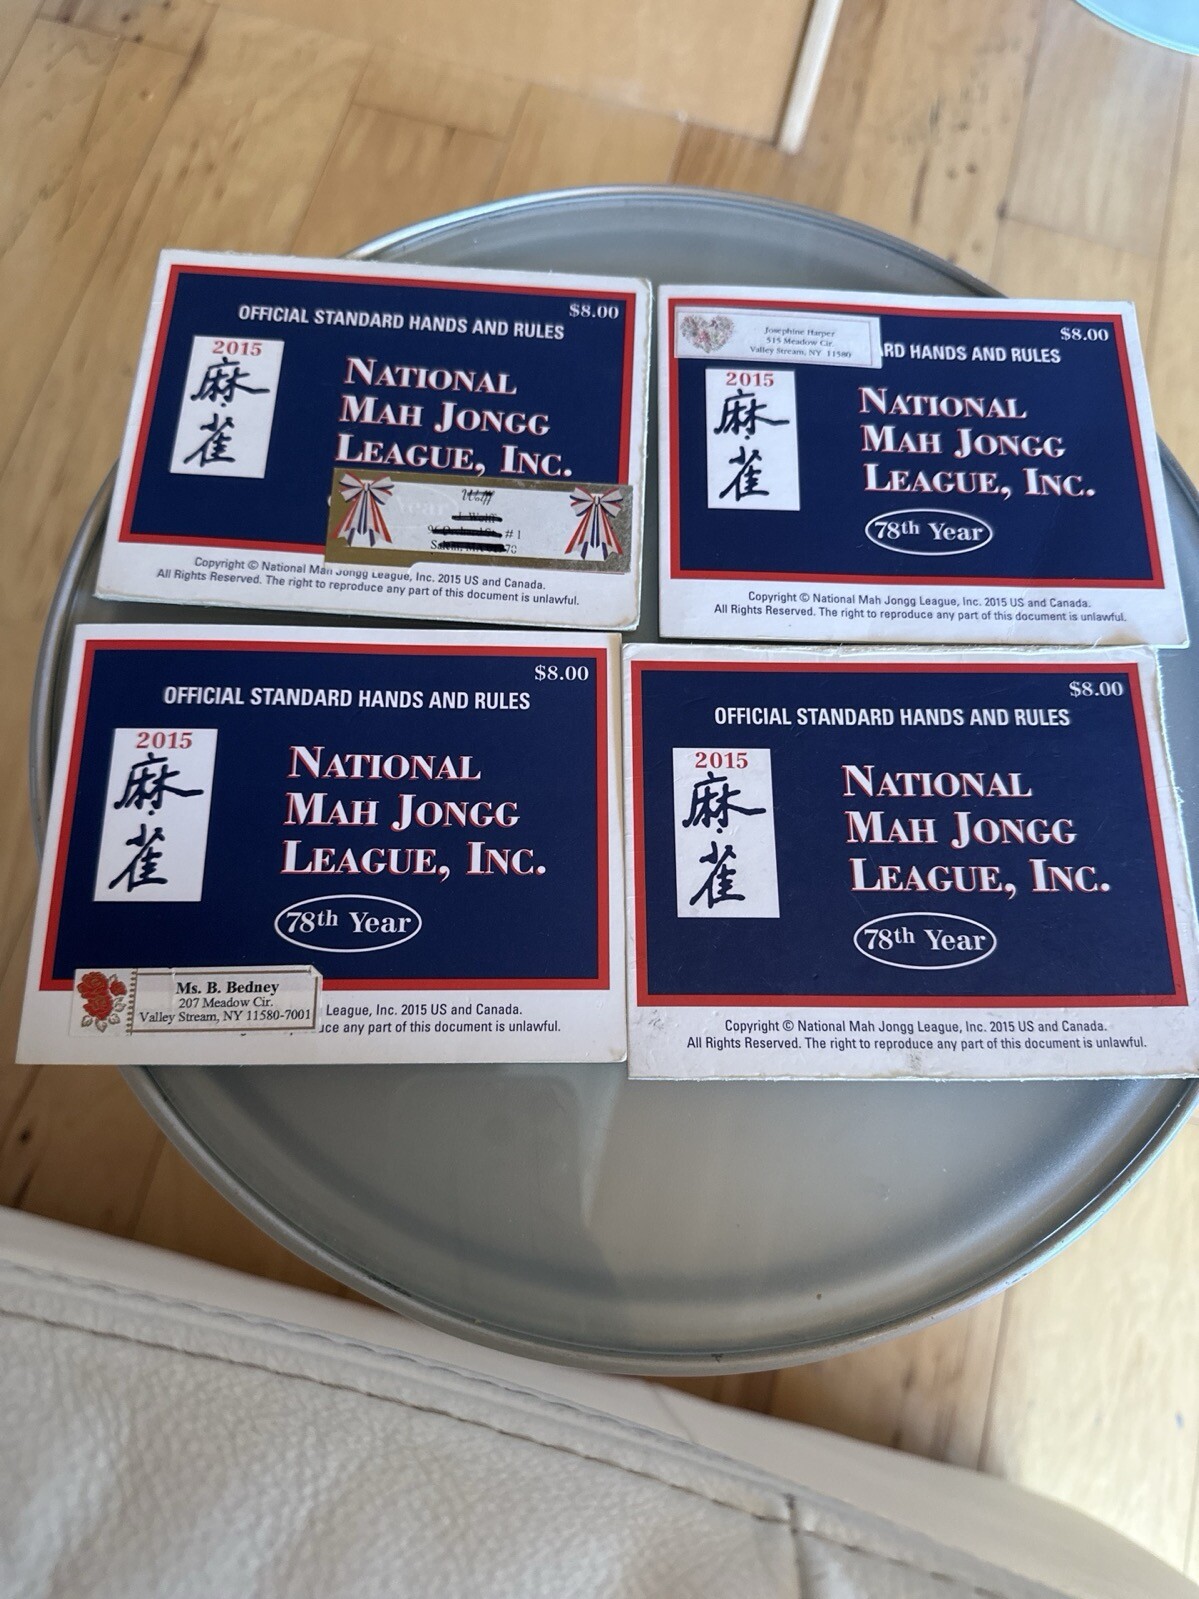 $8.00
OFFICIAL STANDARD HANDS AND RULES
2015
麻
雀
NATIONAL
MAH JONGG
LEAGUE, INC.
Year
Wolff
# 1
Copyright © National Mah Jongg League, Inc. 2015 US and Canada.
All Rights Reserved. The right to reproduce any part of this document is unlawful.
Josephine Harper
515 Meadow Cir.
Valley Stream, NY 11580
$8.00
RD HANDS AND RULES
2015
麻
雀
NATIONAL
MAH JONGG
LEAGUE, INC.
78th Year
Copyright © National Mah Jongg League, Inc. 2015 US and Canada.
All Rights Reserved. The right to reproduce any part of this document is unlawful.
$8.00
OFFICIAL STANDARD HANDS AND RULES
2015
麻
雀
NATIONAL
MAH JONGG
LEAGUE, INC.
78th Year
Ms. B. Bedney
207 Meadow Cir.
Valley Stream, NY 11580-7001
League, Inc. 2015 US and Canada.
uce any part of this document is unlawful.
$8.00
OFFICIAL STANDARD HANDS AND RULES
2015
麻
雀
NATIONAL
MAH JONGG
LEAGUE, INC.
78th Year
Copyright © National Mah Jongg League, Inc. 2015 US and Canada.
All Rights Reserved. The right to reproduce any part of this document is unlawful.